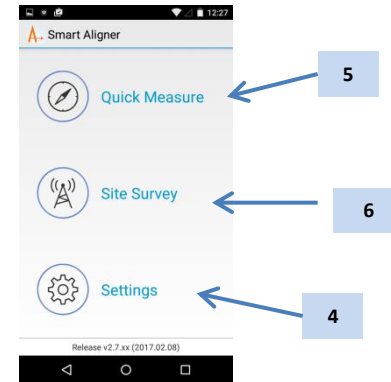 12:27
A Smart Aligner
Quick Measure
5
Site Survey
6
Settings
4
Release v2.7.xx (2017.02.08)